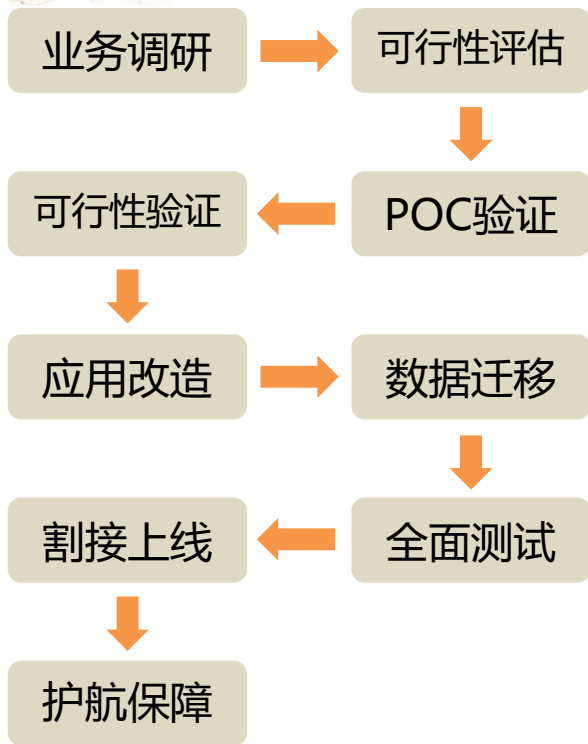 业务调研
可行性评估
POC验证
可行性验证
应用改造
数据迁移
全面测试
割接上线
护航保障